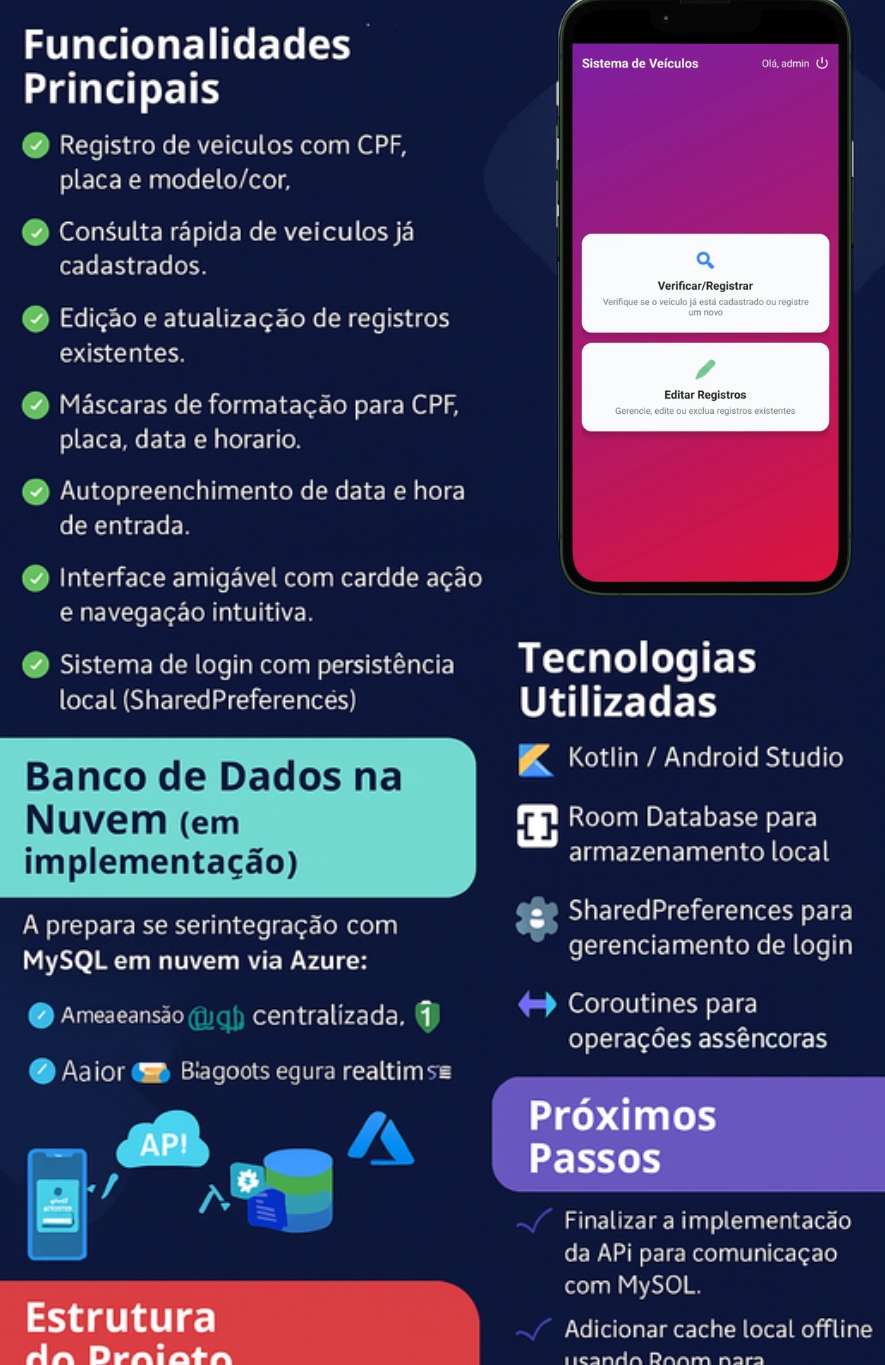 Funcionalidades
Principais
Registro de veiculos com CPF,
placa e modelo/cor,
Conśulta rápida de veiculos já
cadastrados.
Edição e atualização de registros
existentes.
Máscaras de formatação para CPF,
placa, data e horario.
Autopreenchimento de data e hora
de entrada.
Interface amigável com cardde ação
e navegação intuitiva.
Sistema de login com persistência
local (SharedPreferencés)
Banco de Dados na
Nuvem (em
implementação)
A prepara se serintegração com
MySQL em nuvem via Azure:
Ameaeansão centralízada, 1
Aaior Blagoots egura realtim
API!
Estrutura
do Projeto
Sistema de Veículos
Olá, admin
Verificar/Registrar
Verifique se o veículo já está cadastrado ou registre
um novo
Editar Registros
Gerencie, edite ou exclua registros existentes
Tecnologias
Utilizadas
Kotlin / Android Studio
Room Database para
armazenamento local
SharedPreferences para
gerenciamento de login
Coroutines para
operações assêncoras
Próximos
Passos
Finalizar a implementacão
da APi para comunicaçao
com MySOL.
Adicionar cache local offline
usando Room para